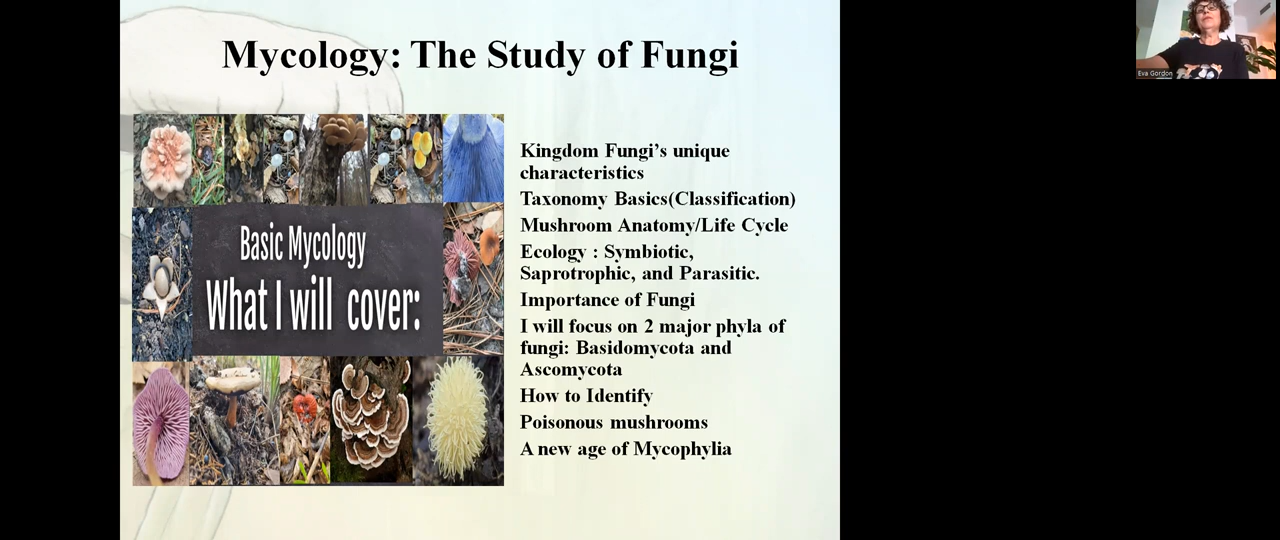 Mycology: The Study of Fungi
Basic Mycology
What I will cover:
Kingdom Fungi's unique
characteristics
Taxonomy Basics(Classification)
Mushroom Anatomy/Life Cycle
Ecology : Symbiotic,
Saprotrophic, and Parasitic.
Importance of Fungi
I will focus on 2 major phyla of
fungi: Basidomycota and
Ascomycota
How to Identify
Poisonous mushrooms
A new age of Mycophylia
Eva Gordon